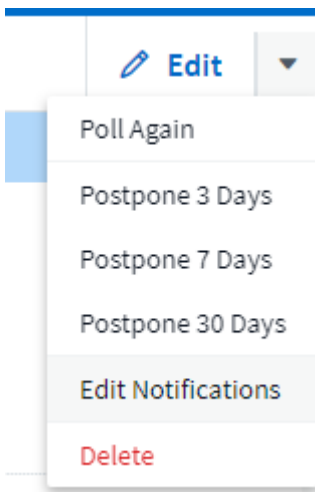 Edit
Poll Again
Postpone 3 Days
Postpone 7 Days
Postpone 30 Days
Edit Notifications
Delete